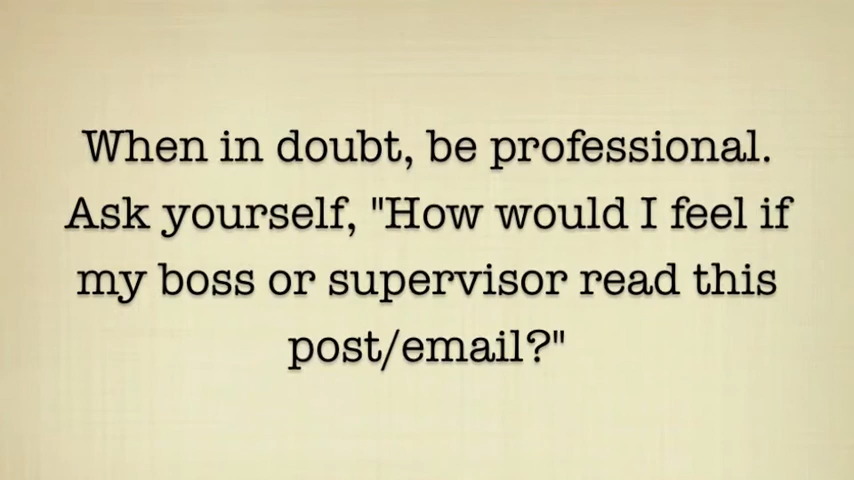 When in doubt, be professional.
Ask yourself, "How would I feel if
my boss or supervisor read this
post/email?"